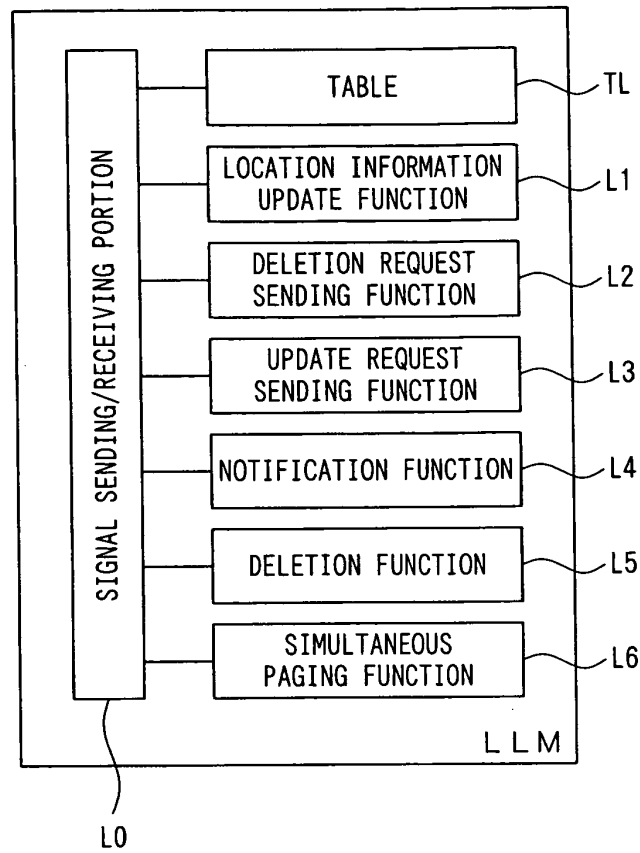 SIGNAL SENDING/RECEIVING PORTION
TABLE
TL
LOCATION INFORMATION
UPDATE FUNCTION
L1
DELETION REQUEST
SENDING FUNCTION
L2
UPDATE REQUEST
SENDING FUNCTION
L3
NOTIFICATION FUNCTION
L4
DELETION FUNCTION
L5
SIMULTANEOUS
PAGING FUNCTION
L6
LLM
L0